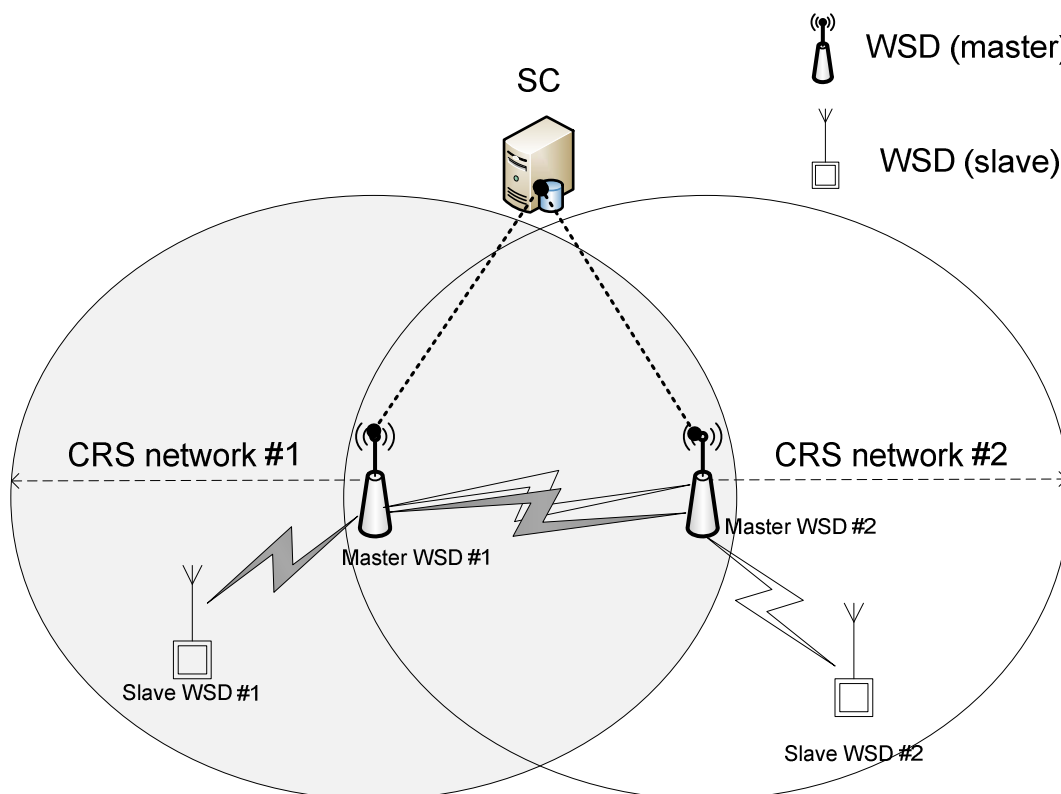 WSD (master)
SC
WSD (slave)
CRS network #1
CRS network #2
Master WSD #2
Master WSD #1
Slave WSD #1
Slave WSD #2